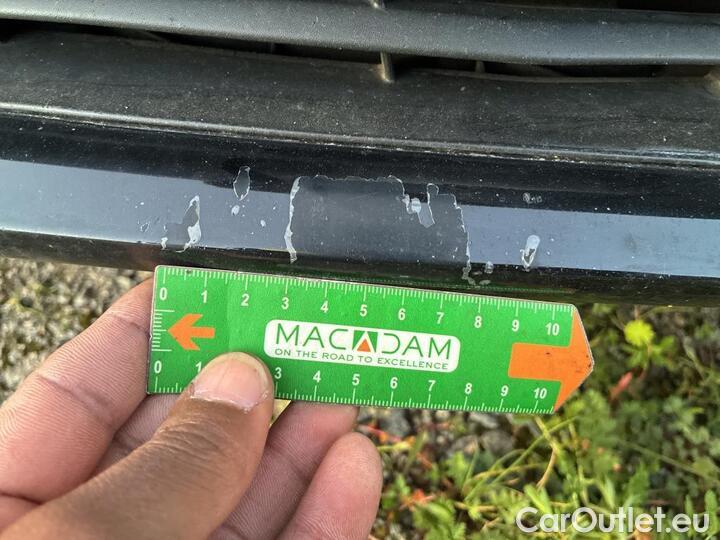 0 1 2 3 4 5 6 7 8 9 10
MACADAM
ON THE ROAD TO EXCELLENCE
0 1 2 3 4 5 6 7 8 9 10
CarOutlet.eu